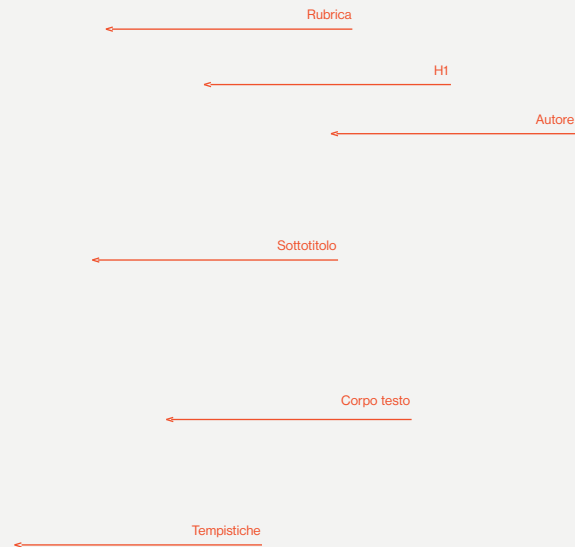 Rubrica
H1
Autore
Sottotitolo
Corpo testo
Tempistiche